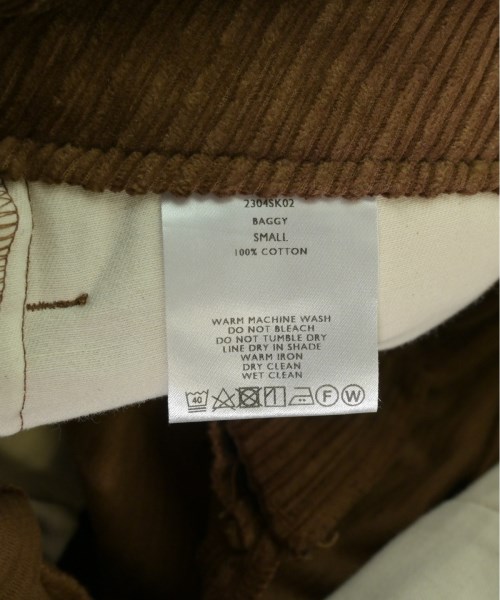 2304SK02
BAGGY
SMALL
100% COTTON
WARM MACHINE WASH
DO NOT BLEACH
DO NOT TUMBLE DRY
LINE DRY IN SHADE
WARM IRON
DRY CLEAN
WET CLEAN
40 F W